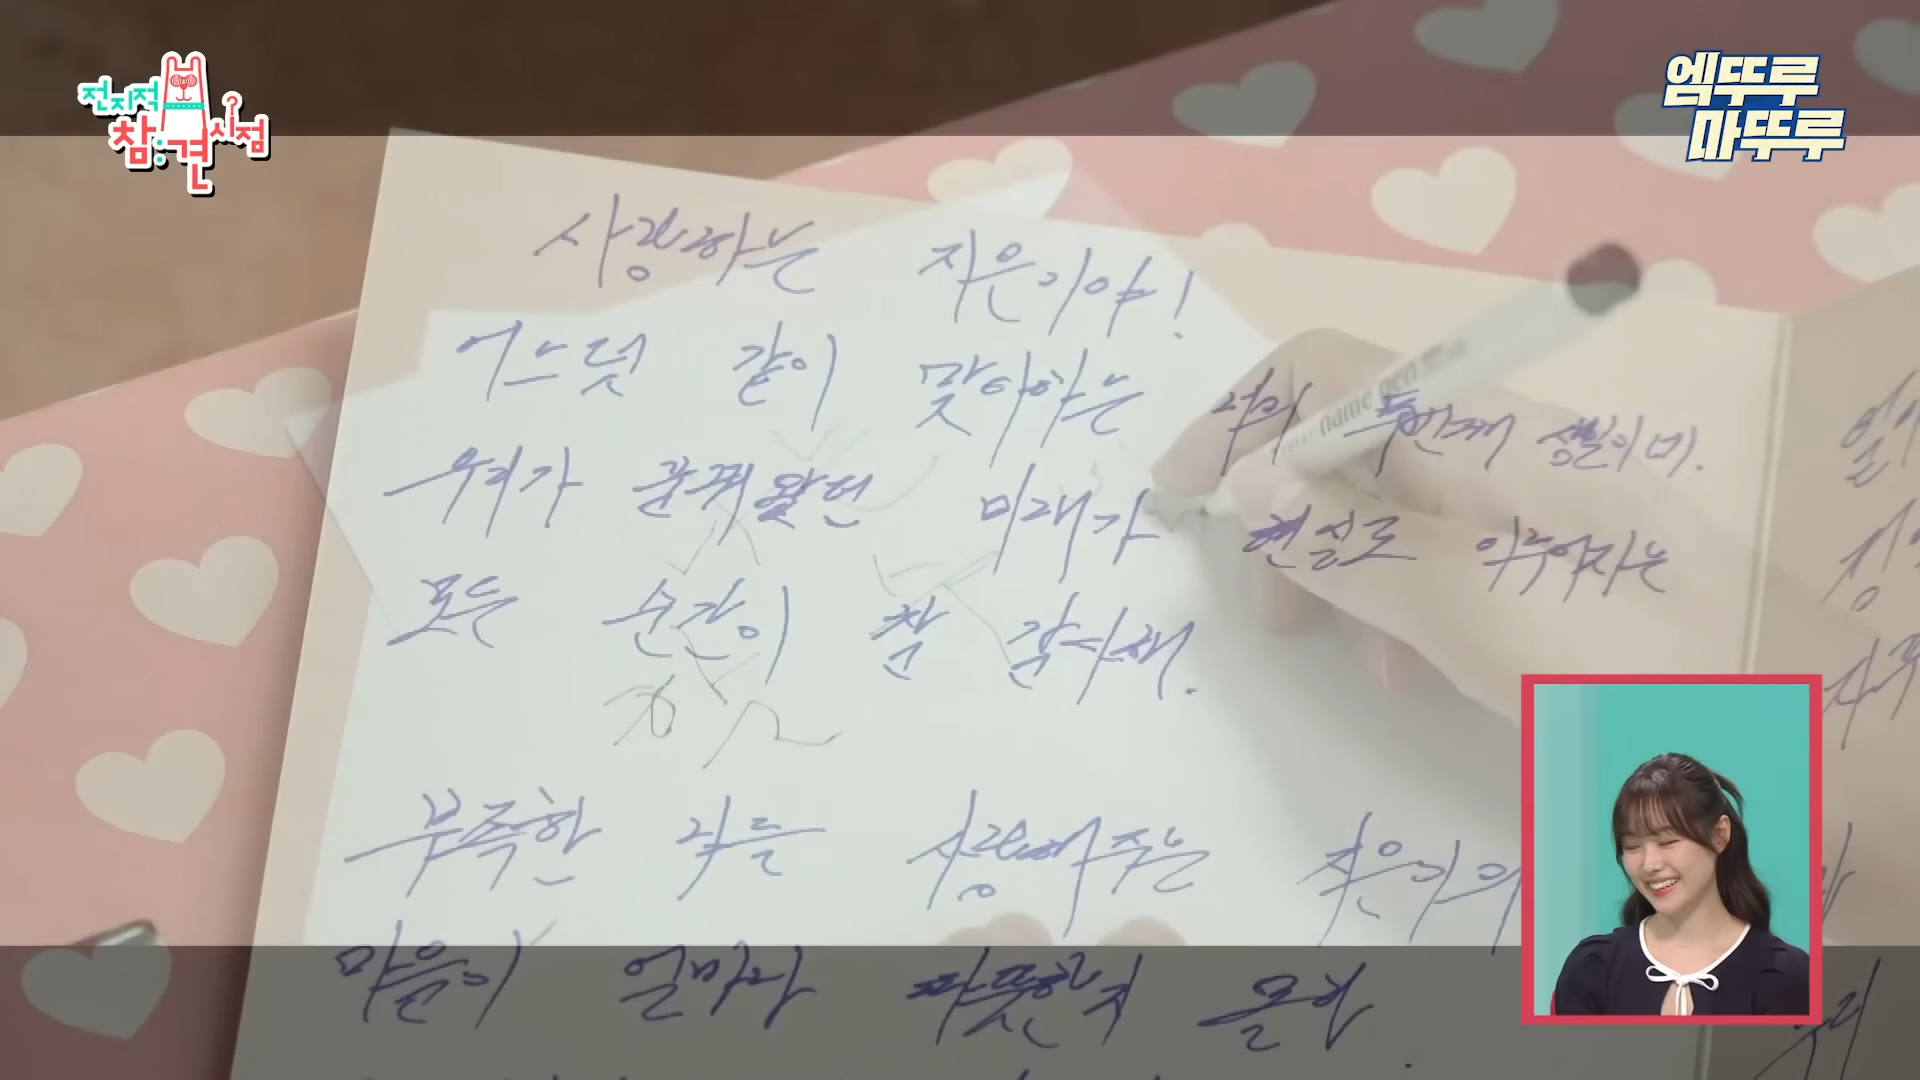 전지적
참견시점
엠뚜루
마뚜루
사랑하는 지은이야!
어느덧 같이 맞이하는 너의 두번째 생일이네.
우리가 꿈꿔왔던 미래가 현실로 이루어지는
모든 순간이 참 감사해.
부족한 나를 사랑해주는 지은이의
마음이 얼마나 따뜻한지 몰라
name pen